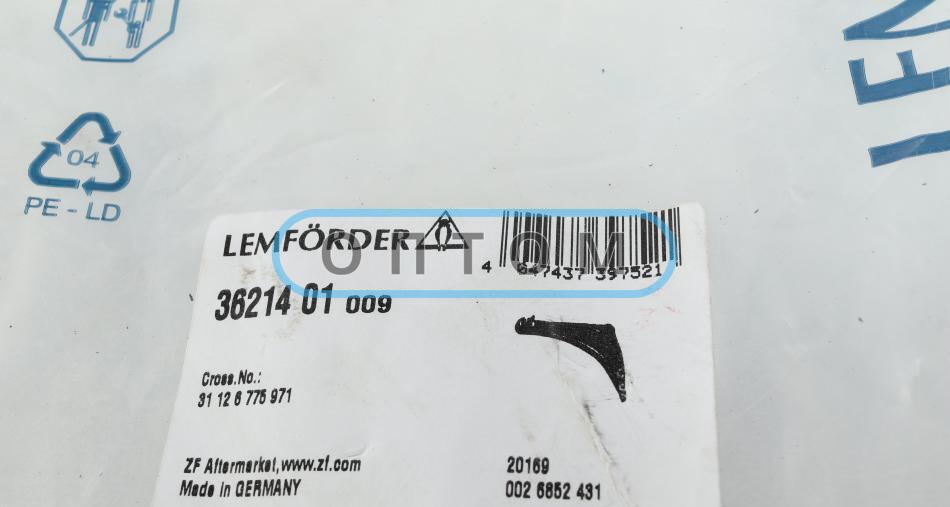 04
PE - LD
LEMFÖRDER
ОПТОМ
4 047437 397521
36214 01 009
Cross.No.:
31 12 6 775 971
ZF Aftermarket,www.zf.com
Made in GERMANY
20169
002 6852 431
LEM